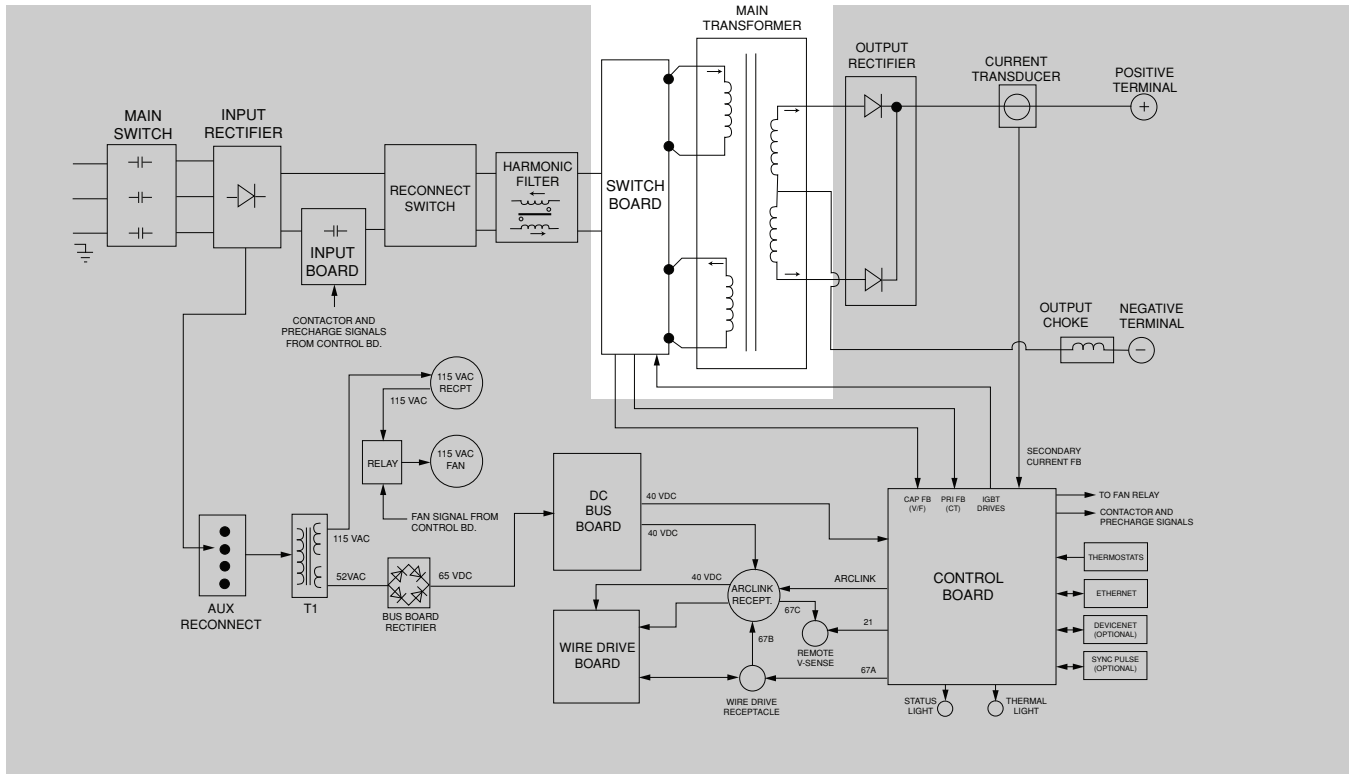 MAIN
TRANSFORMER
OUTPUT
RECTIFIER
CURRENT
TRANSDUCER
POSITIVE
TERMINAL
+
MAIN
SWITCH
INPUT
RECTIFIER
HARMONIC
FILTER
RECONNECT
SWITCH
SWITCH
BOARD
INPUT
BOARD
CONTACTOR AND
PRECHARGE SIGNALS
FROM CONTROL BD.
OUTPUT
CHOKE
NEGATIVE
TERMINAL
−
115 VAC
RECPT
115 VAC
RELAY
115 VAC
FAN
FAN SIGNAL FROM
CONTROL BD.
115 VAC
52VAC
65 VDC
AUX
RECONNECT
T1
BUS BOARD
RECTIFIER
DC
BUS
BOARD
40 VDC
40 VDC
SECONDARY
CURRENT FB
CAP FB
(V/F)
PRI FB
(CT)
IGBT
DRIVES
TO FAN RELAY
CONTACTOR AND
PRECHARGE SIGNALS
CONTROL
BOARD
THERMOSTATS
ETHERNET
DEVICENET
(OPTIONAL)
SYNC PULSE
(OPTIONAL)
40 VDC
ARCLINK
RECEPT.
ARCLINK
67C
21
REMOTE
V-SENSE
67B
67A
WIRE DRIVE
BOARD
WIRE DRIVE
RECEPTACLE
STATUS
LIGHT
THERMAL
LIGHT